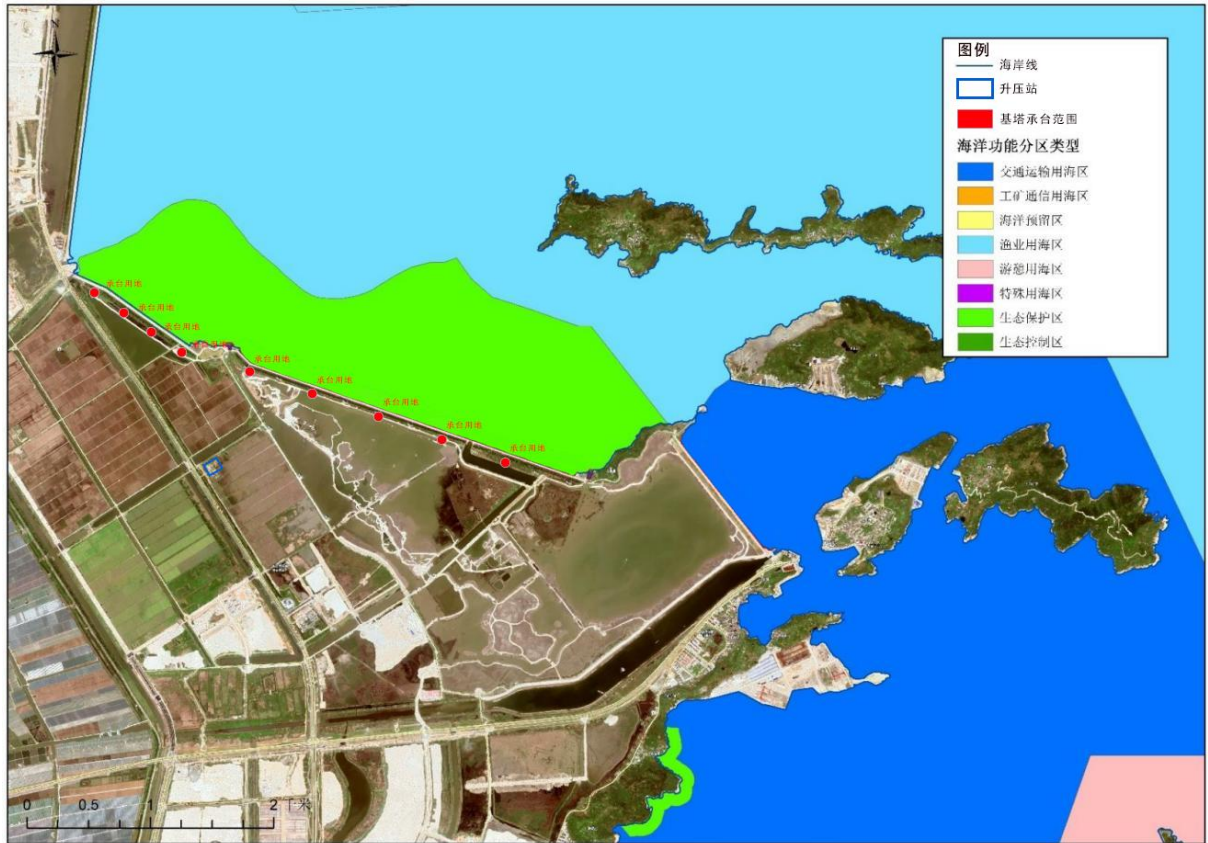 图例
海岸线
升压站
基塔承台范围
海洋功能分区类型
交通运输用海区
工矿通信用海区
海洋预留区
渔业用海区
游憩用海区
特殊用海区
生态保护区
生态控制区
承台用地
承台用地
承台用地
承台用地
承台用地
承台用地
承台用地
承台用地
承台用地
0 0.5 1 2 千米